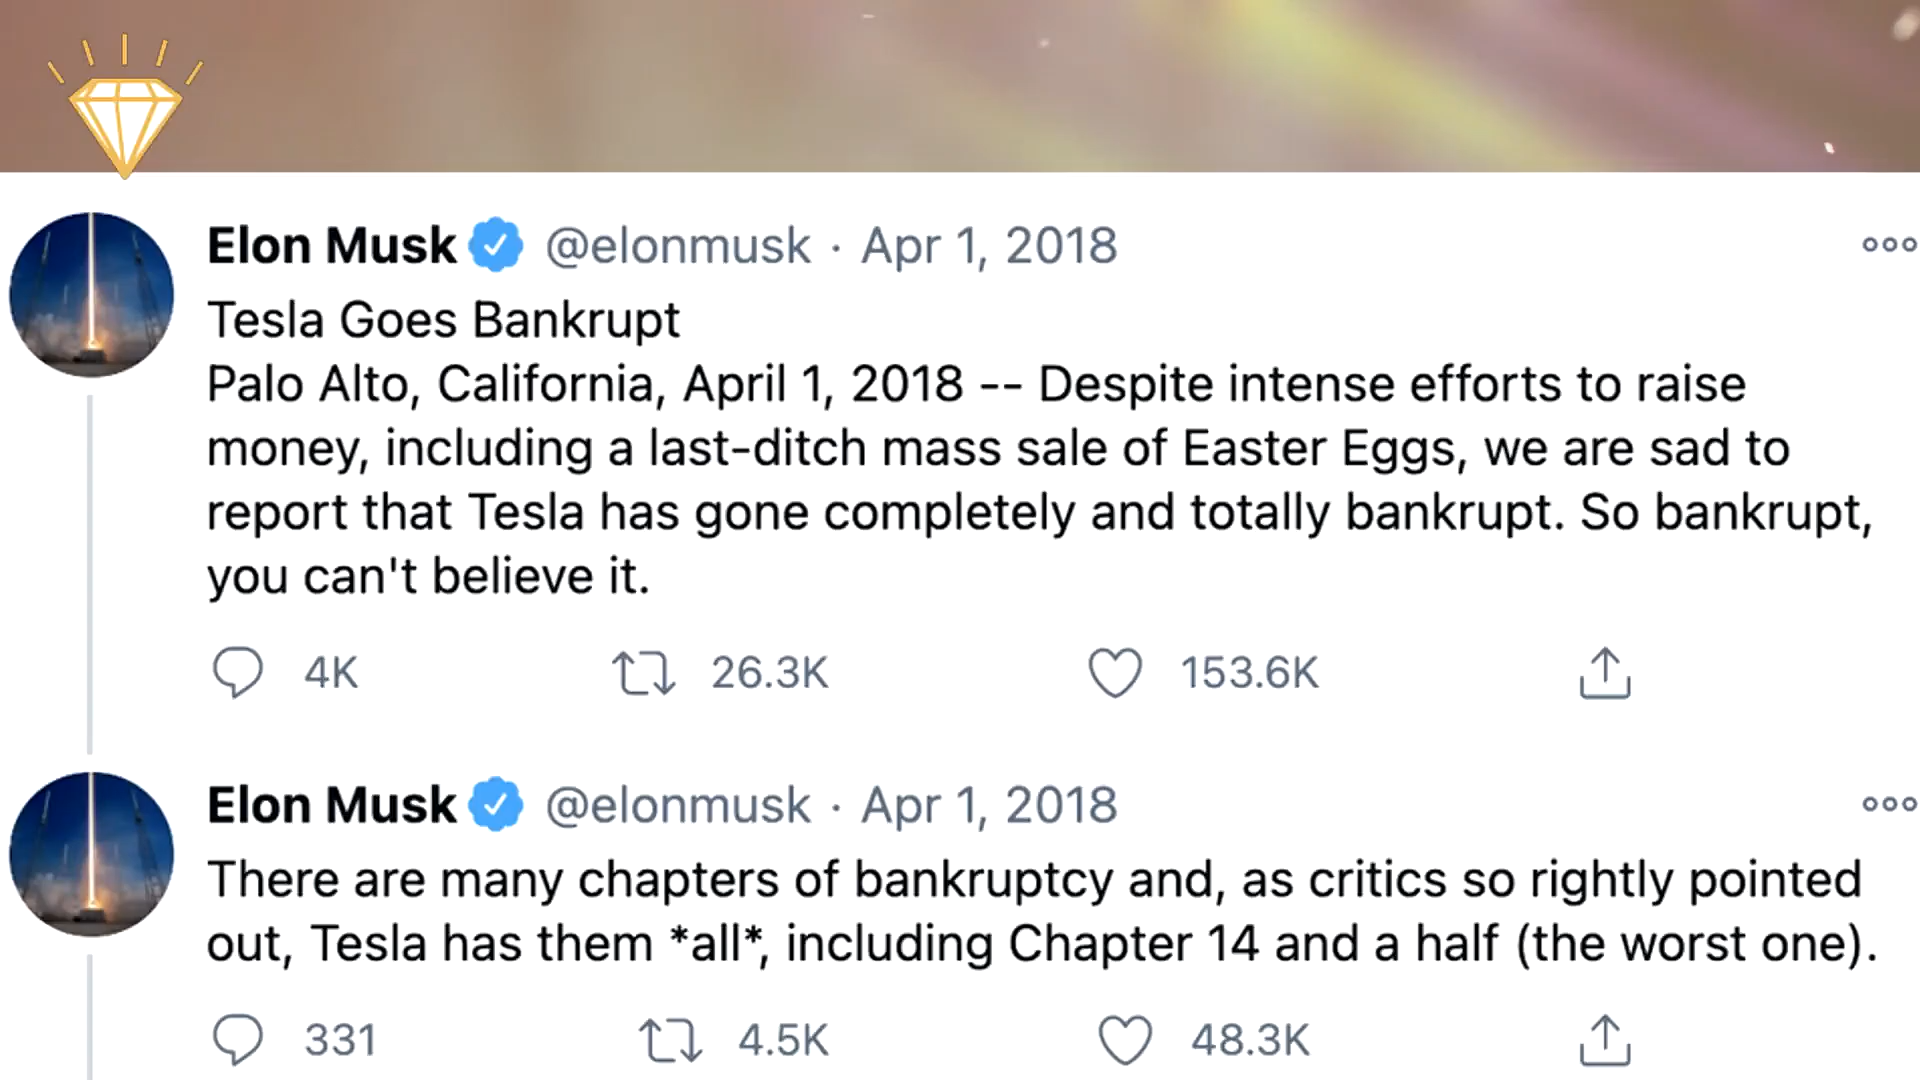 Elon Musk @elonmusk · Apr 1, 2018
Tesla Goes Bankrupt
Palo Alto, California, April 1, 2018 -- Despite intense efforts to raise
money, including a last-ditch mass sale of Easter Eggs, we are sad to
report that Tesla has gone completely and totally bankrupt. So bankrupt,
you can't believe it.
4K 26.3K 153.6K
Elon Musk @elonmusk · Apr 1, 2018
There are many chapters of bankruptcy and, as critics so rightly pointed
out, Tesla has them *all*, including Chapter 14 and a half (the worst one).
331 4.5K 48.3K